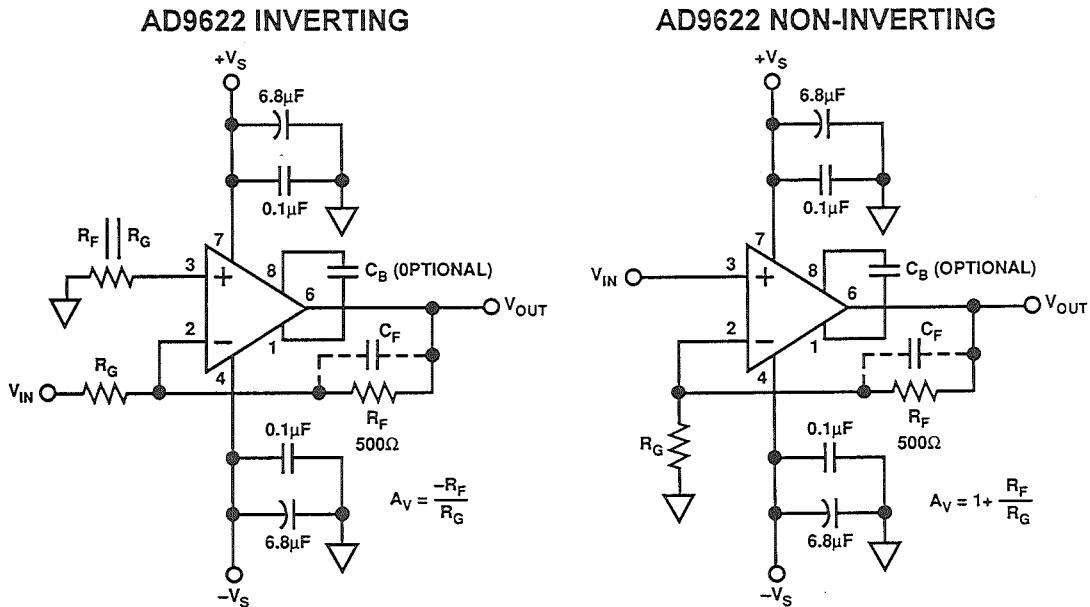 AD9622 INVERTING
+VS
6.8µF
0.1µF
RF || RG
7
3
+
8
CB (0PTIONAL)
6
VOUT
2
−
1
CF
4
VIN
RG
RF
500Ω
0.1µF
6.8µF
AV = −RF / RG
−VS
AD9622 NON-INVERTING
+VS
6.8µF
0.1µF
7
VIN
3
+
8
CB (OPTIONAL)
6
VOUT
2
−
1
CF
4
RG
RF
500Ω
0.1µF
6.8µF
AV = 1+ RF / RG
−VS